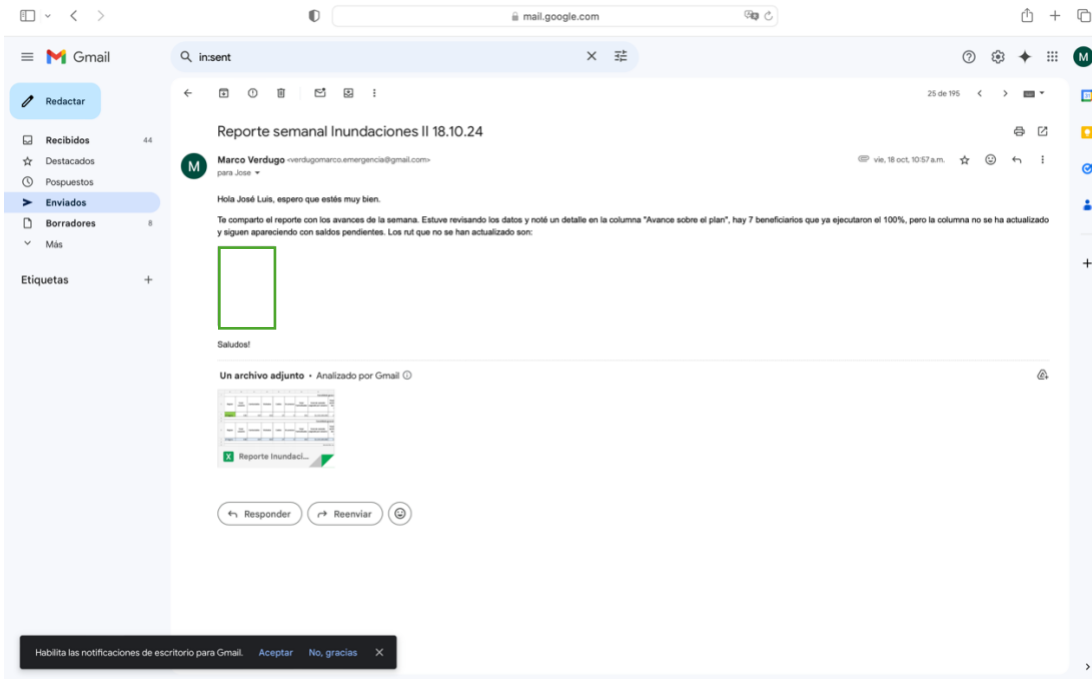 mail.google.com
Gmail
in:sent
M
Redactar
25 de 195
Recibidos 44
Destacados
Pospuestos
Enviados
Borradores 8
Más
Etiquetas
Reporte semanal Inundaciones II 18.10.24
M
Marco Verdugo <verdugomarco.emergencia@gmail.com>
vie, 18 oct, 10:57 a.m.
para Jose
Hola José Luis, espero que estés muy bien.
Te comparto el reporte con los avances de la semana. Estuve revisando los datos y noté un detalle en la columna "Avance sobre el plan", hay 7 beneficiarios que ya ejecutaron el 100%, pero la columna no se ha actualizado
y siguen apareciendo con saldos pendientes. Los rut que no se han actualizado son:
Saludos!
Un archivo adjunto • Analizado por Gmail
X Reporte Inundaci...
Responder
Reenviar
Habilita las notificaciones de escritorio para Gmail. Aceptar No, gracias